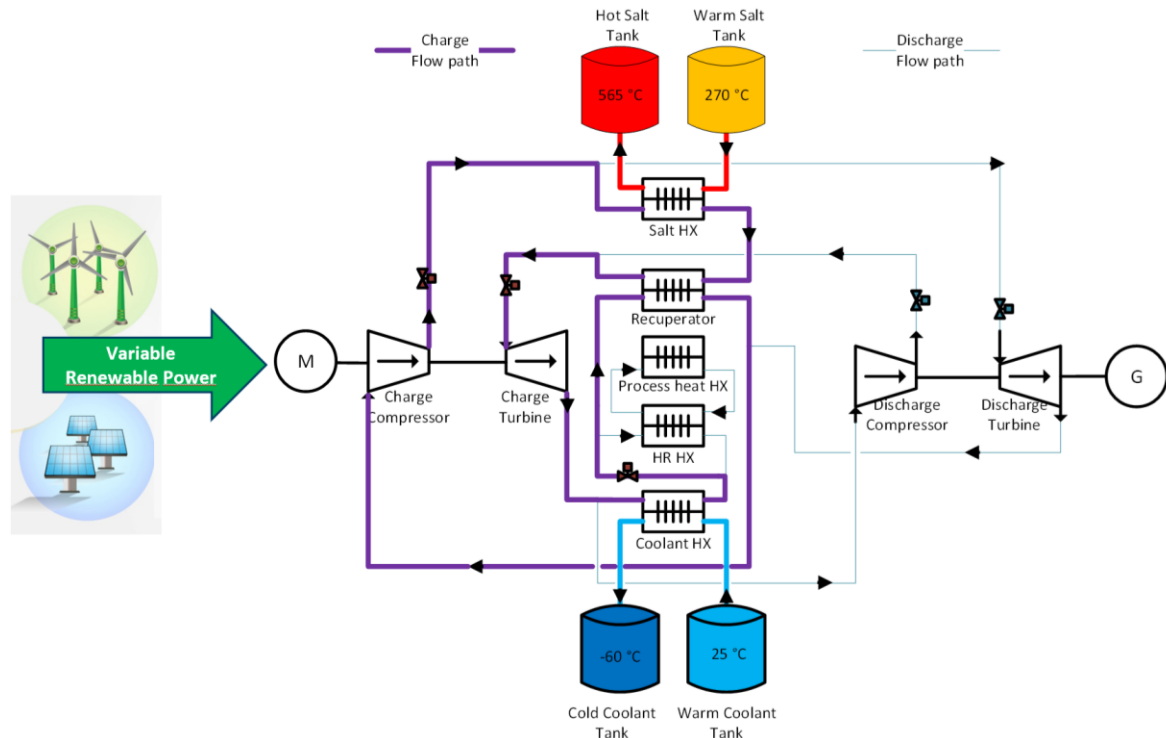 Hot Salt
Tank
Warm Salt
Tank
Charge
Flow path
Discharge
Flow path
565 °C
270 °C
Salt HX
Recuperator
Variable
Renewable Power
M
Process heat HX
G
Charge
Compressor
Charge
Turbine
Discharge
Compressor
Discharge
Turbine
HR HX
Coolant HX
-60 °C
25 °C
Cold Coolant
Tank
Warm Coolant
Tank